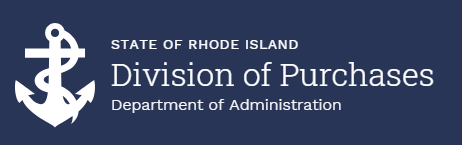 STATE OF RHODE ISLAND
Division of Purchases
Department of Administration